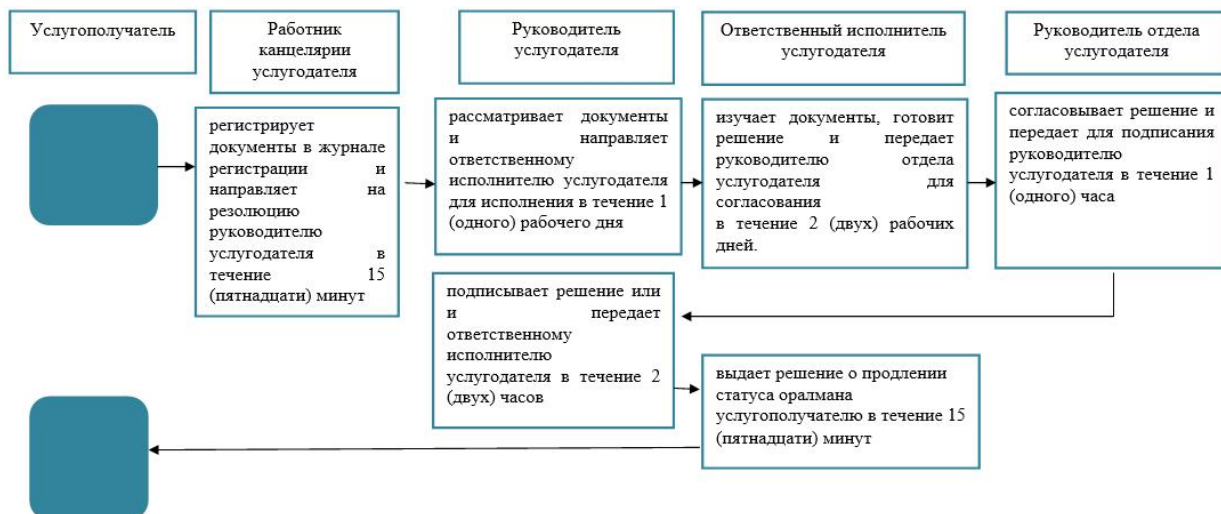 Услугополучатель
Работник
канцелярии
услугодателя
Руководитель
услугодателя
Ответственный исполнитель
услугодателя
Руководитель отдела
услугодателя
регистрирует
документы в журнале
регистрации и
направляет на
резолюцию
руководителю
услугодателя в
течение 15
(пятнадцати) минут
рассматривает документы
и направляет
ответственному
исполнителю услугодателя
для исполнения в течение 1
(одного) рабочего дня
изучает документы, готовит
решение и передает
руководителю отдела
услугодателя для
согласования
в течение 2 (двух) рабочих
дней.
согласовывает решение и
передает для подписания
руководителю
услугодателя в течение 1
(одного) часа
подписывает решение или
и передает
ответственному
исполнителю
услугодателя в течение 2
(двух) часов
выдает решение о продлении
статуса оралмана
услугополучателю в течение 15
(пятнадцати) минут